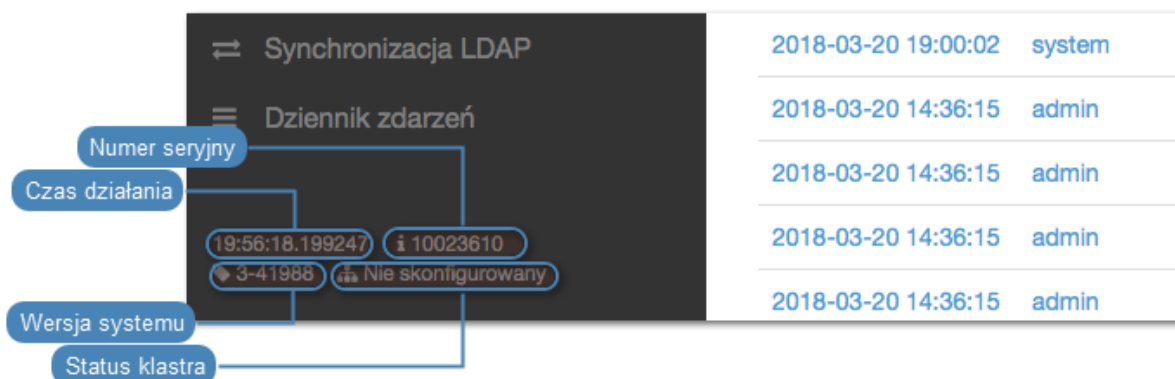 Synchronizacja LDAP
2018-03-20 19:00:02 system
Dziennik zdarzeń
2018-03-20 14:36:15 admin
Numer seryjny
2018-03-20 14:36:15 admin
Czas działania
19:56:18.199247 10023610
2018-03-20 14:36:15 admin
3-41988 Nie skonfigurowany
2018-03-20 14:36:15 admin
Wersja systemu
Status klastra